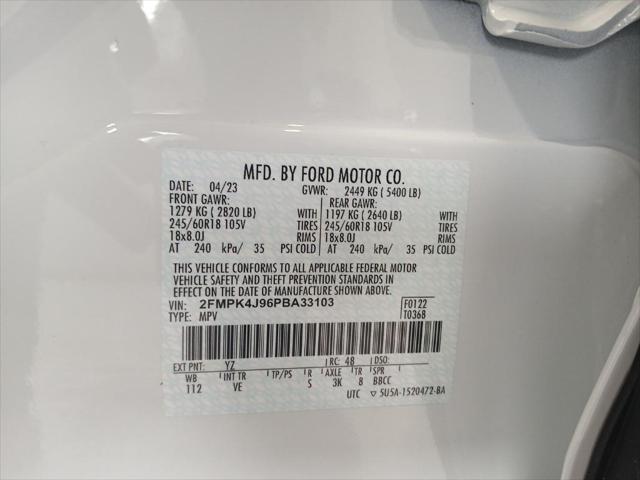 MFD. BY FORD MOTOR CO.
DATE: 04/23 GVWR: 2449 KG ( 5400 LB)
FRONT GAWR: REAR GAWR:
1279 KG ( 2820 LB) WITH 1197 KG ( 2640 LB) WITH
245/60R18 105V TIRES 245/60R18 105V TIRES
18x8.0J RIMS 18x8.0J RIMS
AT 240 kPa/ 35 PSI COLD AT 240 kPa/ 35 PSI COLD
THIS VEHICLE CONFORMS TO ALL APPLICABLE FEDERAL MOTOR
VEHICLE SAFETY AND THEFT PREVENTION STANDARDS IN
EFFECT ON THE DATE OF MANUFACTURE SHOWN ABOVE.
VIN: 2FMPK4J96PBA33103 F0122
TYPE: MPV T0368
EXT PNT: YZ RC: 48 DSO:
WB INT TR TP/PS R AXLE TR SPR
112 VE S 3K 8 BBCC
UTC ▽ 5U5A-1520472-BA